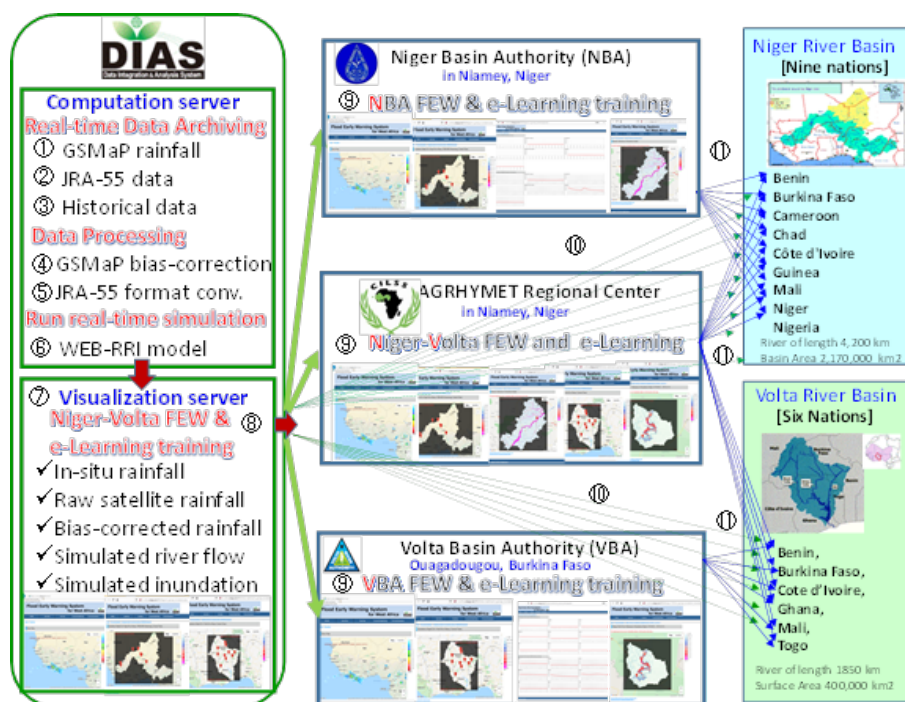 DIAS
Data Integration & Analysis System
Computation server
Real-time Data Archiving
① GSMaP rainfall
② JRA-55 data
③ Historical data
Data Processing
④ GSMaP bias-correction
⑤ JRA-55 format conv.
Run real-time simulation
⑥ WEB-RRI model
⑦ Visualization server
Niger-Volta FEW & ⑧
e-Learning training
✓ In-situ rainfall
✓ Raw satellite rainfall
✓ Bias-corrected rainfall
✓ Simulated river flow
✓ Simulated inundation
Niger Basin Authority (NBA)
in Niamey, Niger
⑨ NBA FEW & e-Learning training
⑩
CILSS
AGRHYMET Regional Center
in Niamey, Niger
⑨ Niger-Volta FEW and e-Learning
⑩
Volta Basin Authority (VBA)
Ouagadougou, Burkina Faso
⑨ VBA FEW & e-Learning training
⑪
⑪
⑪
Niger River Basin
[Nine nations]
Benin
Burkina Faso
Cameroon
Chad
Côte d'Ivoire
Guinea
Mali
Niger
Nigeria
River of length 4,200 km
Basin Area 2,170,000 km2
Volta River Basin
[Six Nations]
Benin,
Burkina Faso,
Cote d'Ivoire,
Ghana,
Mali,
Togo
River of length 1850 km
Surface Area 400,000 km2